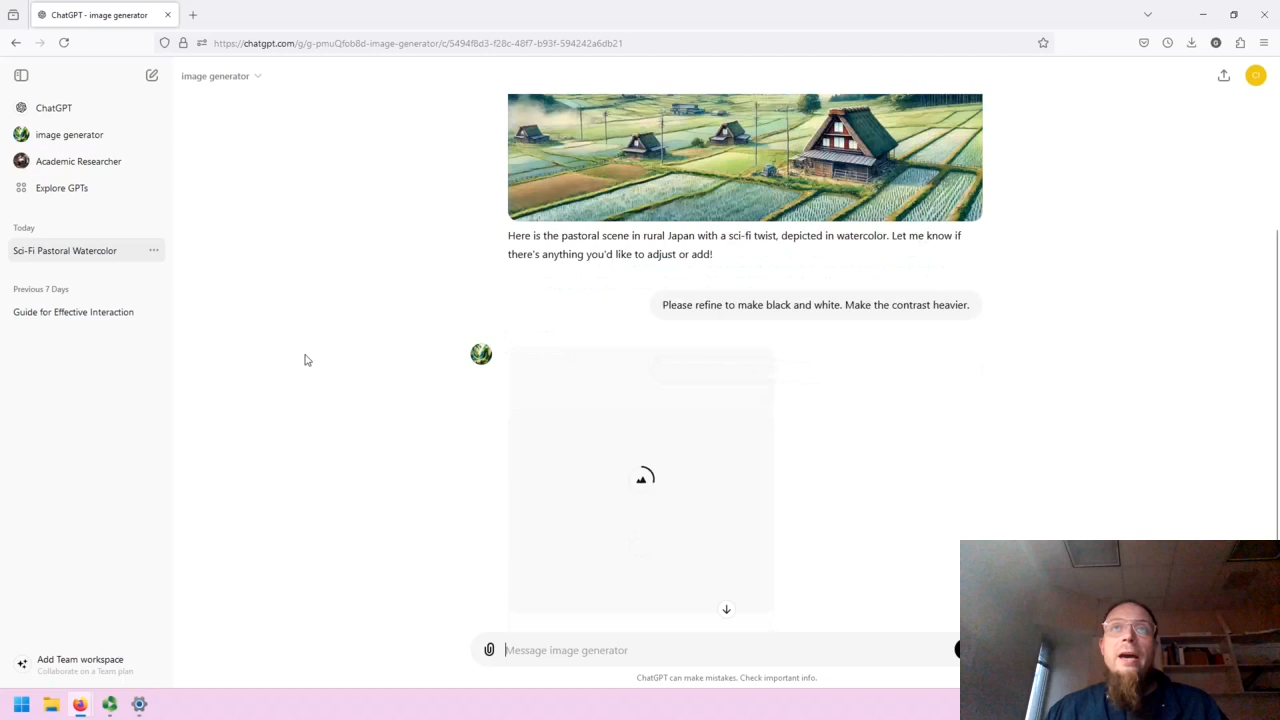 ChatGPT - image generator
https://chatgpt.com/g/g-pmuQfob8d-image-generator/c/5494f8d3-f28c-48f7-b93f-594242a6db21
image generator
CI
ChatGPT
image generator
Academic Researcher
Explore GPTs
Today
Sci-Fi Pastoral Watercolor
Previous 7 Days
Guide for Effective Interaction
Here is the pastoral scene in rural Japan with a sci-fi twist, depicted in watercolor. Let me know if
there's anything you'd like to adjust or add!
Please refine to make black and white. Make the contrast heavier.
Message image generator
ChatGPT can make mistakes. Check important info.
Add Team workspace
Collaborate on a Team plan